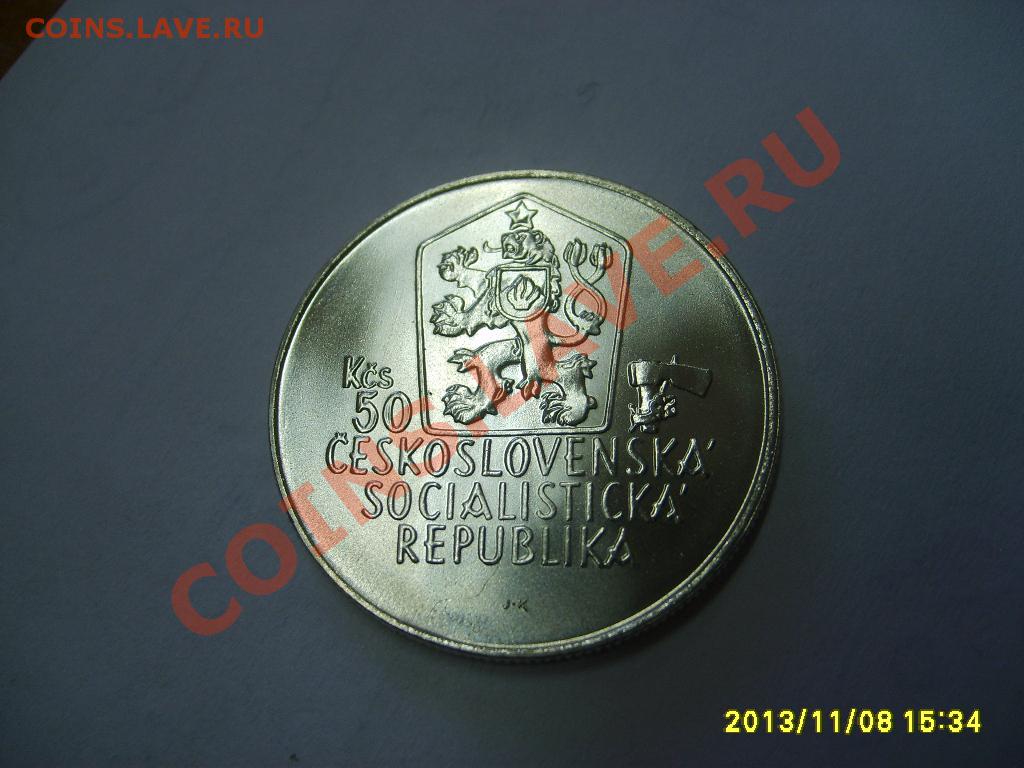 COINS.LAVE.RU
COINS.LAVE.RU
Kčs
50
ČESKOSLOVENSKÁ
SOCIALISTICKÁ
REPUBLIKA
J·K
2013/11/08 15:34